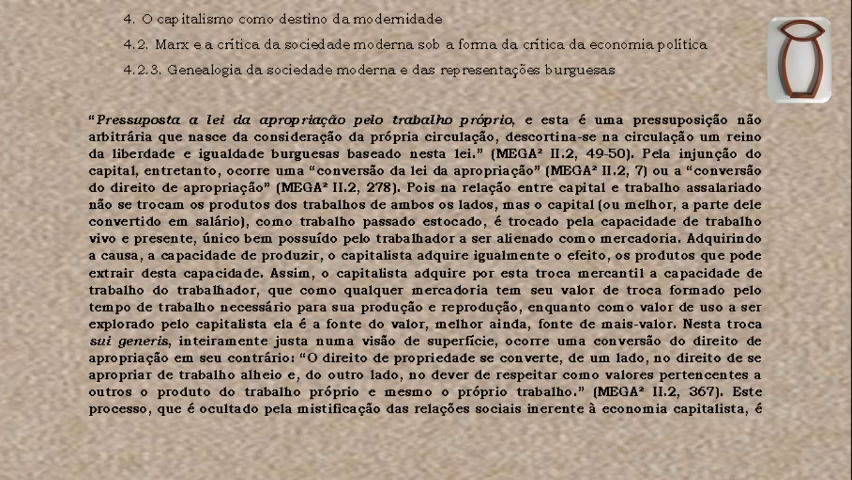 4. O capitalismo como destino da modernidade
4.2. Marx e a crítica da sociedade moderna sob a forma da crítica da economia política
4.2.3. Genealogia da sociedade moderna e das representações burguesas
“Pressuposta a lei da apropriação pelo trabalho próprio, e esta é uma pressuposição não
arbitrária que nasce da consideração da própria circulação, descortina-se na circulação um reino
da liberdade e igualdade burguesas baseado nesta lei.” (MEGA² II.2, 49-50). Pela injunção do
capital, entretanto, ocorre uma “conversão da lei da apropriação” (MEGA² II.2, 7) ou a “conversão
do direito de apropriação” (MEGA² II.2, 278). Pois na relação entre capital e trabalho assalariado
não se trocam os produtos dos trabalhos de ambos os lados, mas o capital (ou melhor, a parte dele
convertido em salário), como trabalho passado estocado, é trocado pela capacidade de trabalho
vivo e presente, único bem possuído pelo trabalhador a ser alienado como mercadoria. Adquirindo
a causa, a capacidade de produzir, o capitalista adquire igualmente o efeito, os produtos que pode
extrair desta capacidade. Assim, o capitalista adquire por esta troca mercantil a capacidade de
trabalho do trabalhador, que como qualquer mercadoria tem seu valor de troca formado pelo
tempo de trabalho necessário para sua produção e reprodução, enquanto como valor de uso a ser
explorado pelo capitalista ela é a fonte do valor, melhor ainda, fonte de mais-valor. Nesta troca
sui generis, inteiramente justa numa visão de superfície, ocorre uma conversão do direito de
apropriação em seu contrário: “O direito de propriedade se converte, de um lado, no direito de se
apropriar de trabalho alheio e, do outro lado, no dever de respeitar como valores pertencentes a
outros o produto do trabalho próprio e mesmo o próprio trabalho.” (MEGA² II.2, 367). Este
processo, que é ocultado pela mistificação das relações sociais inerente à economia capitalista, é